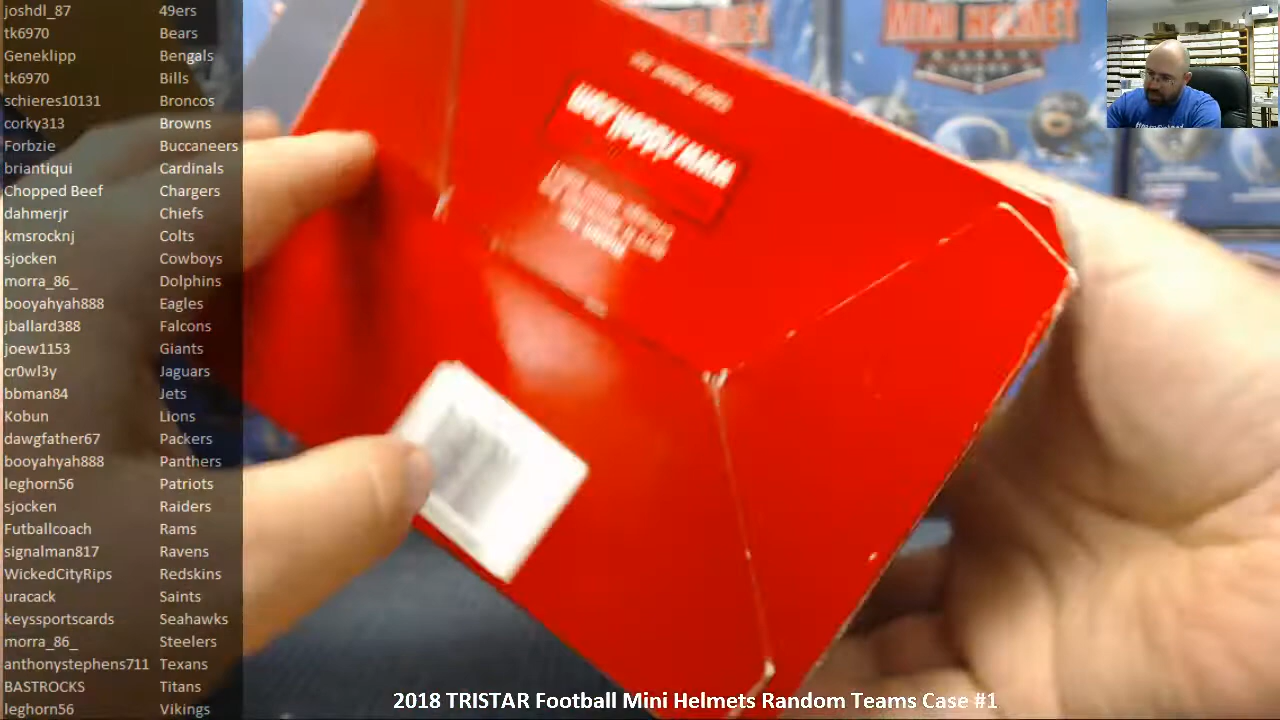 joshdl_87 49ers
tk6970 Bears
Geneklipp Bengals
tk6970 Bills
schieres10131 Broncos
corky313 Browns
Forbzie Buccaneers
briantiqui Cardinals
Chopped Beef Chargers
dahmerjr Chiefs
kmsrocknj Colts
sjocken Cowboys
morra_86_ Dolphins
booyahyah888 Eagles
jballard388 Falcons
joew1153 Giants
cr0wl3y Jaguars
bbman84 Jets
Kobun Lions
dawgfather67 Packers
booyahyah888 Panthers
leghorn56 Patriots
sjocken Raiders
Futballcoach Rams
signalman817 Ravens
WickedCityRips Redskins
uracack Saints
keyssportscards Seahawks
morra_86_ Steelers
anthonystephens711 Texans
BASTROCKS Titans
leghorn56 Vikings
MINI HELMET
2018 TRISTAR Football Mini Helmets Random Teams Case #1